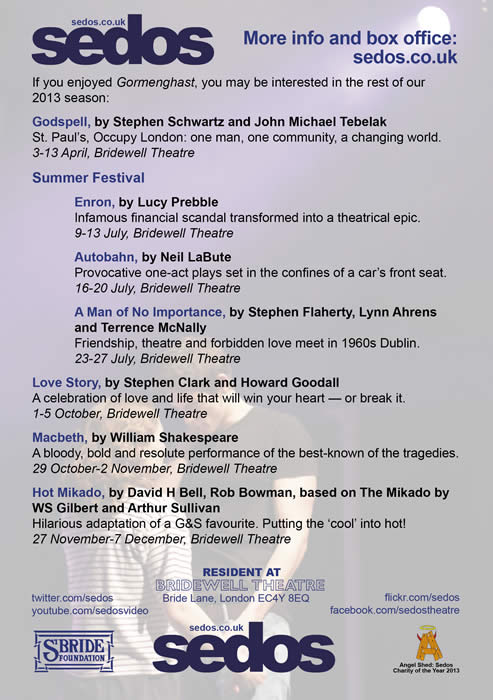 sedos.co.uk
sedos
More info and box office:
sedos.co.uk
If you enjoyed Gormenghast, you may be interested in the rest of our
2013 season:
Godspell, by Stephen Schwartz and John Michael Tebelak
St. Paul's, Occupy London: one man, one community, a changing world.
3-13 April, Bridewell Theatre
Summer Festival
Enron, by Lucy Prebble
Infamous financial scandal transformed into a theatrical epic.
9-13 July, Bridewell Theatre
Autobahn, by Neil LaBute
Provocative one-act plays set in the confines of a car's front seat.
16-20 July, Bridewell Theatre
A Man of No Importance, by Stephen Flaherty, Lynn Ahrens
and Terrence McNally
Friendship, theatre and forbidden love meet in 1960s Dublin.
23-27 July, Bridewell Theatre
Love Story, by Stephen Clark and Howard Goodall
A celebration of love and life that will win your heart — or break it.
1-5 October, Bridewell Theatre
Macbeth, by William Shakespeare
A bloody, bold and resolute performance of the best-known of the tragedies.
29 October-2 November, Bridewell Theatre
Hot Mikado, by David H Bell, Rob Bowman, based on The Mikado by
WS Gilbert and Arthur Sullivan
Hilarious adaptation of a G&S favourite. Putting the 'cool' into hot!
27 November-7 December, Bridewell Theatre
RESIDENT AT
BRIDEWELL THEATRE
Bride Lane, London EC4Y 8EQ
twitter.com/sedos
youtube.com/sedosvideo
flickr.com/sedos
facebook.com/sedostheatre
ST BRIDE
FOUNDATION
sedos.co.uk
sedos
Angel Shed: Sedos
Charity of the Year 2013